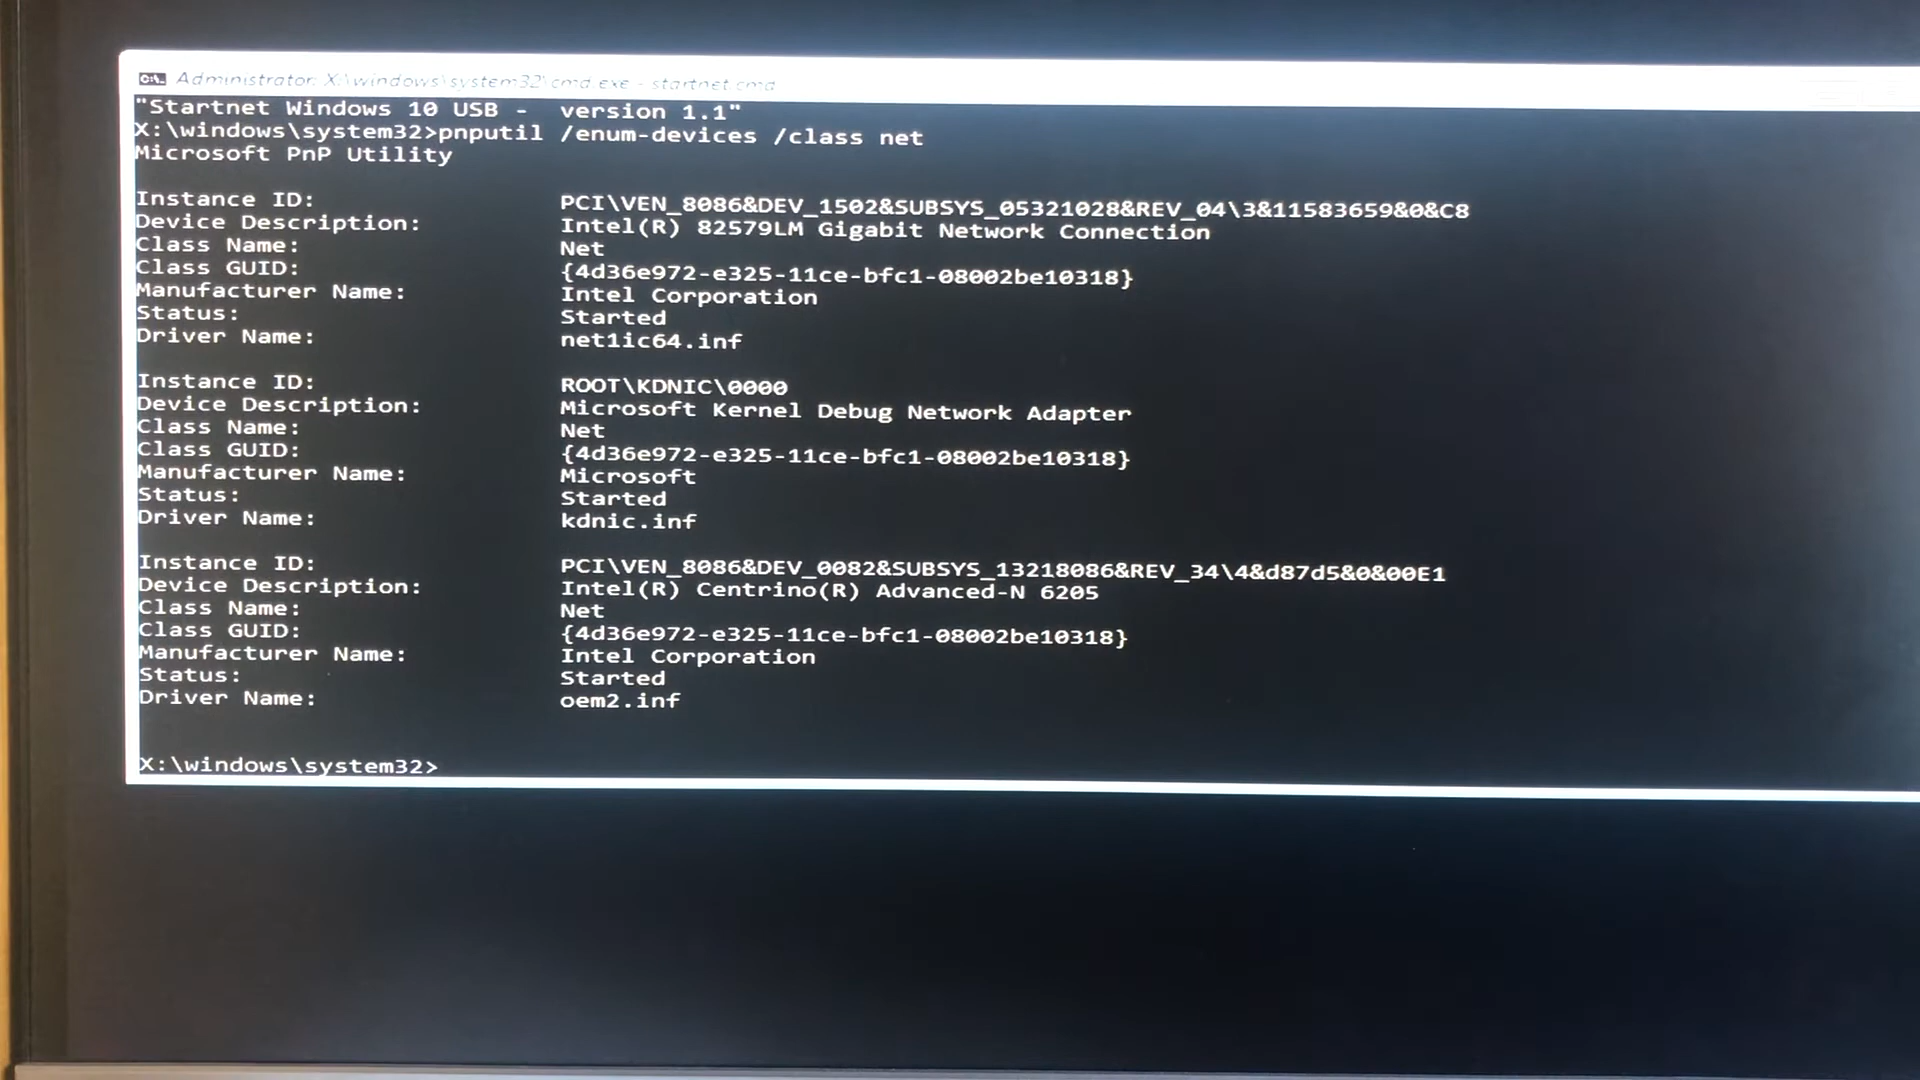 Administrator: X:\windows\system32\cmd.exe - startnet.cmd
"Startnet Windows 10 USB -  version 1.1"
X:\windows\system32>pnputil /enum-devices /class net
Microsoft PnP Utility
Instance ID: PCI\VEN_8086&DEV_1502&SUBSYS_05321028&REV_04\3&11583659&0&C8
Device Description: Intel(R) 82579LM Gigabit Network Connection
Class Name: Net
Class GUID: {4d36e972-e325-11ce-bfc1-08002be10318}
Manufacturer Name: Intel Corporation
Status: Started
Driver Name: net1ic64.inf
Instance ID: ROOT\KDNIC\0000
Device Description: Microsoft Kernel Debug Network Adapter
Class Name: Net
Class GUID: {4d36e972-e325-11ce-bfc1-08002be10318}
Manufacturer Name: Microsoft
Status: Started
Driver Name: kdnic.inf
Instance ID: PCI\VEN_8086&DEV_0082&SUBSYS_13218086&REV_34\4&d87d5&0&00E1
Device Description: Intel(R) Centrino(R) Advanced-N 6205
Class Name: Net
Class GUID: {4d36e972-e325-11ce-bfc1-08002be10318}
Manufacturer Name: Intel Corporation
Status: Started
Driver Name: oem2.inf
X:\windows\system32>